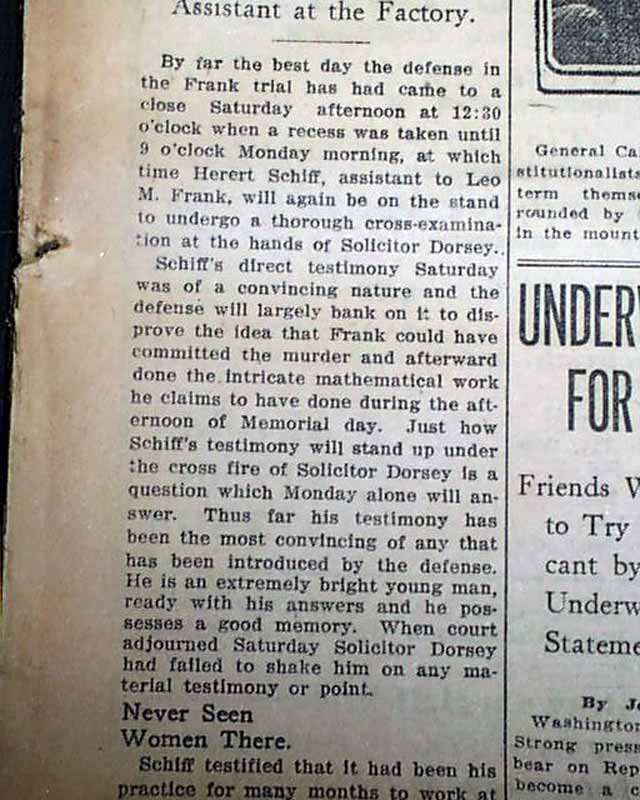 Assistant at the Factory.
By far the best day the defense in
the Frank trial has had came to a
close Saturday afternoon at 12:30
o'clock when a recess was taken until
9 o'clock Monday morning, at which
time Herert Schiff, assistant to Leo
M. Frank, will again be on the stand
to undergo a thorough cross-examina-
tion at the hands of Solicitor Dorsey.
Schiff's direct testimony Saturday
was of a convincing nature and the
defense will largely bank on it to dis-
prove the idea that Frank could have
committed the murder and afterward
done the intricate mathematical work
he claims to have done during the aft-
ernoon of Memorial day. Just how
Schiff's testimony will stand up under
the cross fire of Solicitor Dorsey is a
question which Monday alone will an-
swer. Thus far his testimony has
been the most convincing of any that
has been introduced by the defense.
He is an extremely bright young man,
ready with his answers and he pos-
sesses a good memory. When court
adjourned Saturday Solicitor Dorsey
had failed to shake him on any ma-
terial testimony or point.
Never Seen
Women There.
Schiff testified that it had been his
practice for many months to work at
General Ca
stitutionalists
term themse
rounded by
in the mount
UNDERW
FOR
Friends W
to Try
cant by
Underw
Stateme
By J
Washington
Strong press
bear on Rep
become a c